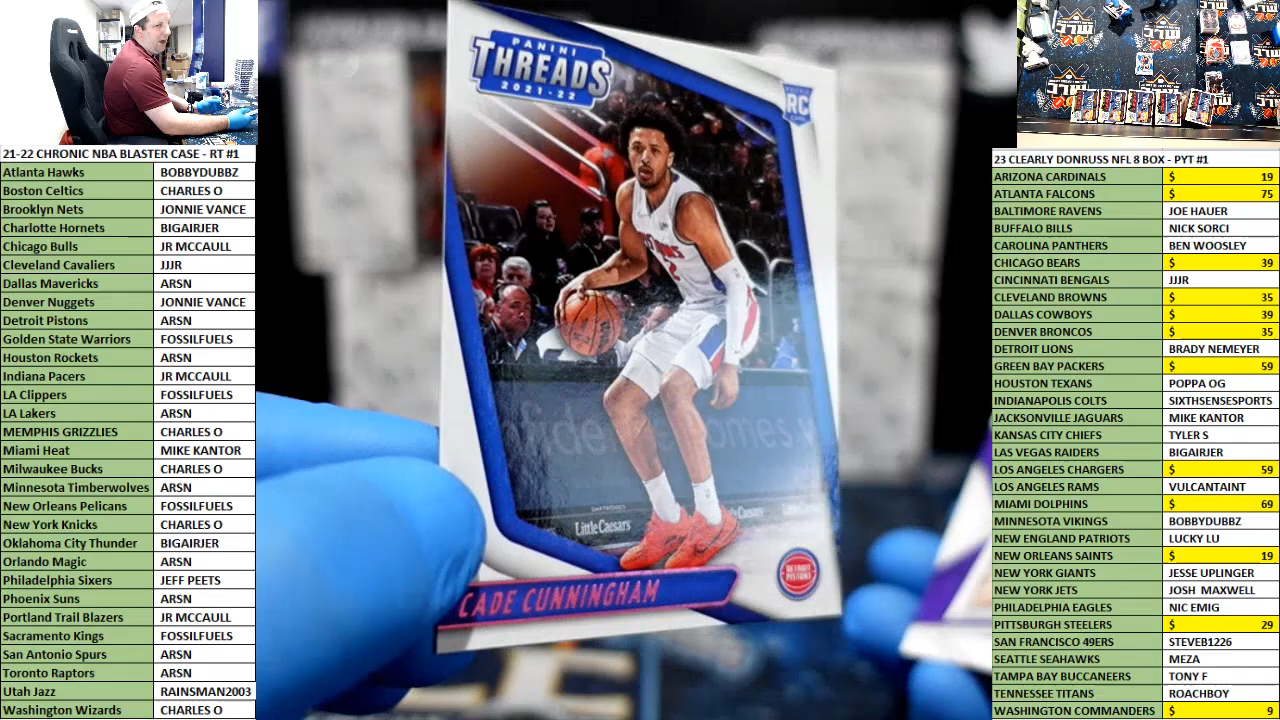 21-22 CHRONIC NBA BLASTER CASE - RT #1
Atlanta Hawks BOBBYDUBBZ
Boston Celtics CHARLES O
Brooklyn Nets JONNIE VANCE
Charlotte Hornets BIGAIRJER
Chicago Bulls JR MCCAULL
Cleveland Cavaliers JJJR
Dallas Mavericks ARSN
Denver Nuggets JONNIE VANCE
Detroit Pistons ARSN
Golden State Warriors FOSSILFUELS
Houston Rockets ARSN
Indiana Pacers JR MCCAULL
LA Clippers FOSSILFUELS
LA Lakers ARSN
MEMPHIS GRIZZLIES CHARLES O
Miami Heat MIKE KANTOR
Milwaukee Bucks CHARLES O
Minnesota Timberwolves ARSN
New Orleans Pelicans FOSSILFUELS
New York Knicks CHARLES O
Oklahoma City Thunder BIGAIRJER
Orlando Magic ARSN
Philadelphia Sixers JEFF PEETS
Phoenix Suns ARSN
Portland Trail Blazers JR MCCAULL
Sacramento Kings FOSSILFUELS
San Antonio Spurs ARSN
Toronto Raptors ARSN
Utah Jazz RAINSMAN2003
Washington Wizards CHARLES O
PANINI
THREADS
2021-22
RC
2
Little Caesars
DETROIT
PISTONS
CADE CUNNINGHAM
23 CLEARLY DONRUSS NFL 8 BOX - PYT #1
ARIZONA CARDINALS $ 19
ATLANTA FALCONS $ 75
BALTIMORE RAVENS JOE HAUER
BUFFALO BILLS NICK SORCI
CAROLINA PANTHERS BEN WOOSLEY
CHICAGO BEARS $ 39
CINCINNATI BENGALS JJJR
CLEVELAND BROWNS $ 35
DALLAS COWBOYS $ 39
DENVER BRONCOS $ 35
DETROIT LIONS BRADY NEMEYER
GREEN BAY PACKERS $ 59
HOUSTON TEXANS POPPA OG
INDIANAPOLIS COLTS SIXTHSENSESPORTS
JACKSONVILLE JAGUARS MIKE KANTOR
KANSAS CITY CHIEFS TYLER S
LAS VEGAS RAIDERS BIGAIRJER
LOS ANGELES CHARGERS $ 59
LOS ANGELES RAMS VULCANTAINT
MIAMI DOLPHINS $ 69
MINNESOTA VIKINGS BOBBYDUBBZ
NEW ENGLAND PATRIOTS LUCKY LU
NEW ORLEANS SAINTS $ 19
NEW YORK GIANTS JESSE UPLINGER
NEW YORK JETS JOSH MAXWELL
PHILADELPHIA EAGLES NIC EMIG
PITTSBURGH STEELERS $ 29
SAN FRANCISCO 49ERS STEVEB1226
SEATTLE SEAHAWKS MEZA
TAMPA BAY BUCCANEERS TONY F
TENNESSEE TITANS ROACHBOY
WASHINGTON COMMANDERS $ 9